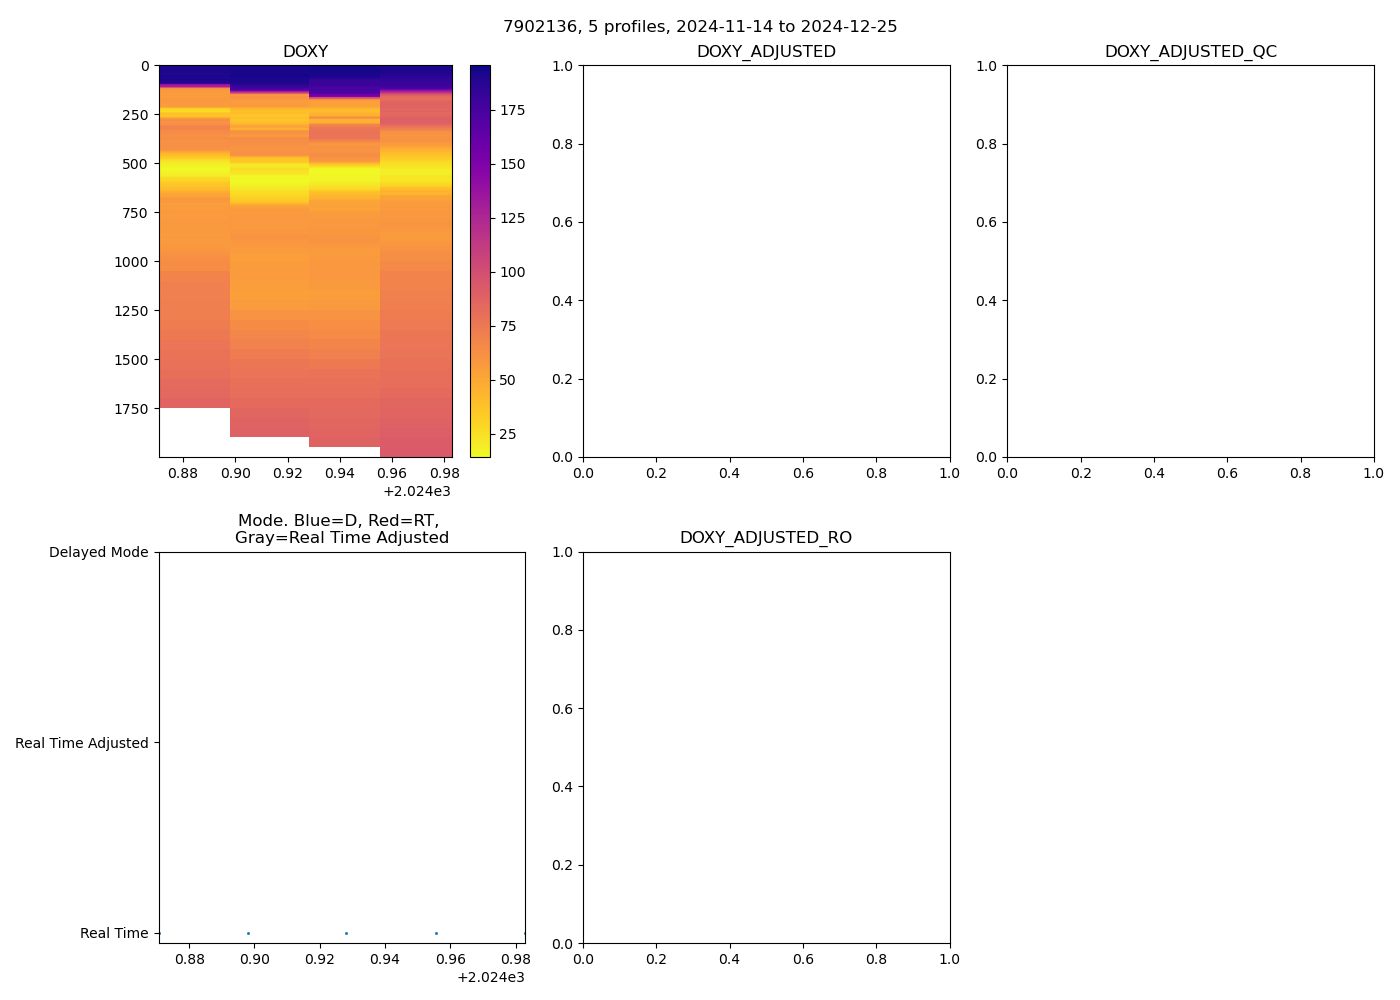 7902136, 5 profiles, 2024-11-14 to 2024-12-25
DOXY
0
250
500
750
1000
1250
1500
1750
0.88 0.90 0.92 0.94 0.96 0.98
+2.024e3
175
150
125
100
75
50
25
DOXY_ADJUSTED
1.0
0.8
0.6
0.4
0.2
0.0
0.0 0.2 0.4 0.6 0.8 1.0
DOXY_ADJUSTED_QC
1.0
0.8
0.6
0.4
0.2
0.0
0.0 0.2 0.4 0.6 0.8 1.0
Mode. Blue=D, Red=RT,
Gray=Real Time Adjusted
Delayed Mode
Real Time Adjusted
Real Time
0.88 0.90 0.92 0.94 0.96 0.98
+2.024e3
DOXY_ADJUSTED_RO
1.0
0.8
0.6
0.4
0.2
0.0
0.0 0.2 0.4 0.6 0.8 1.0